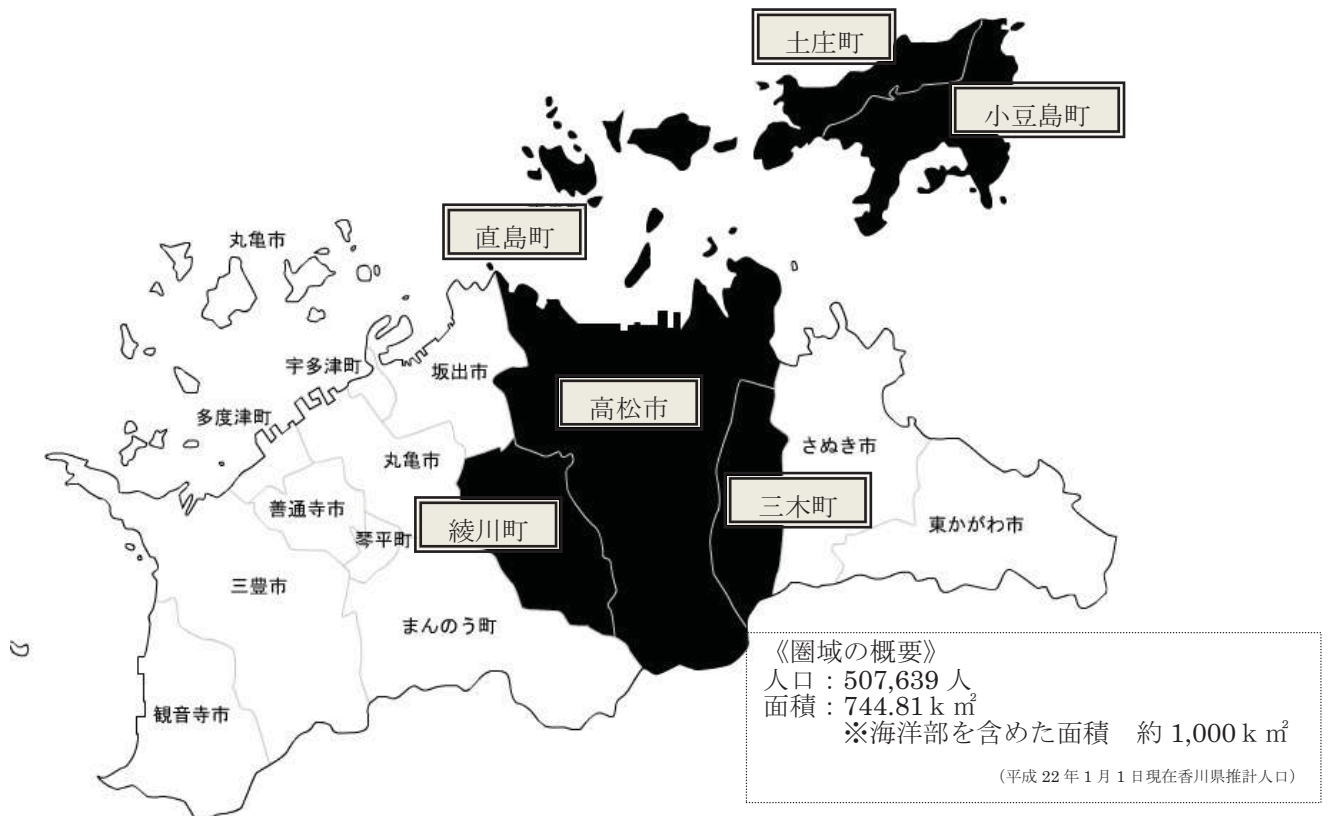 土庄町
小豆島町
直島町
丸亀市
宇多津町
坂出市
高松市
多度津町
丸亀市
さぬき市
善通寺市
綾川町
三木町
琴平町
東かがわ市
三豊市
まんのう町
観音寺市
《圏域の概要》
人口：507,639 人
面積：744.81ｋ㎡
※海洋部を含めた面積　約 1,000ｋ㎡
（平成 22 年 1 月 1 日現在香川県推計人口）